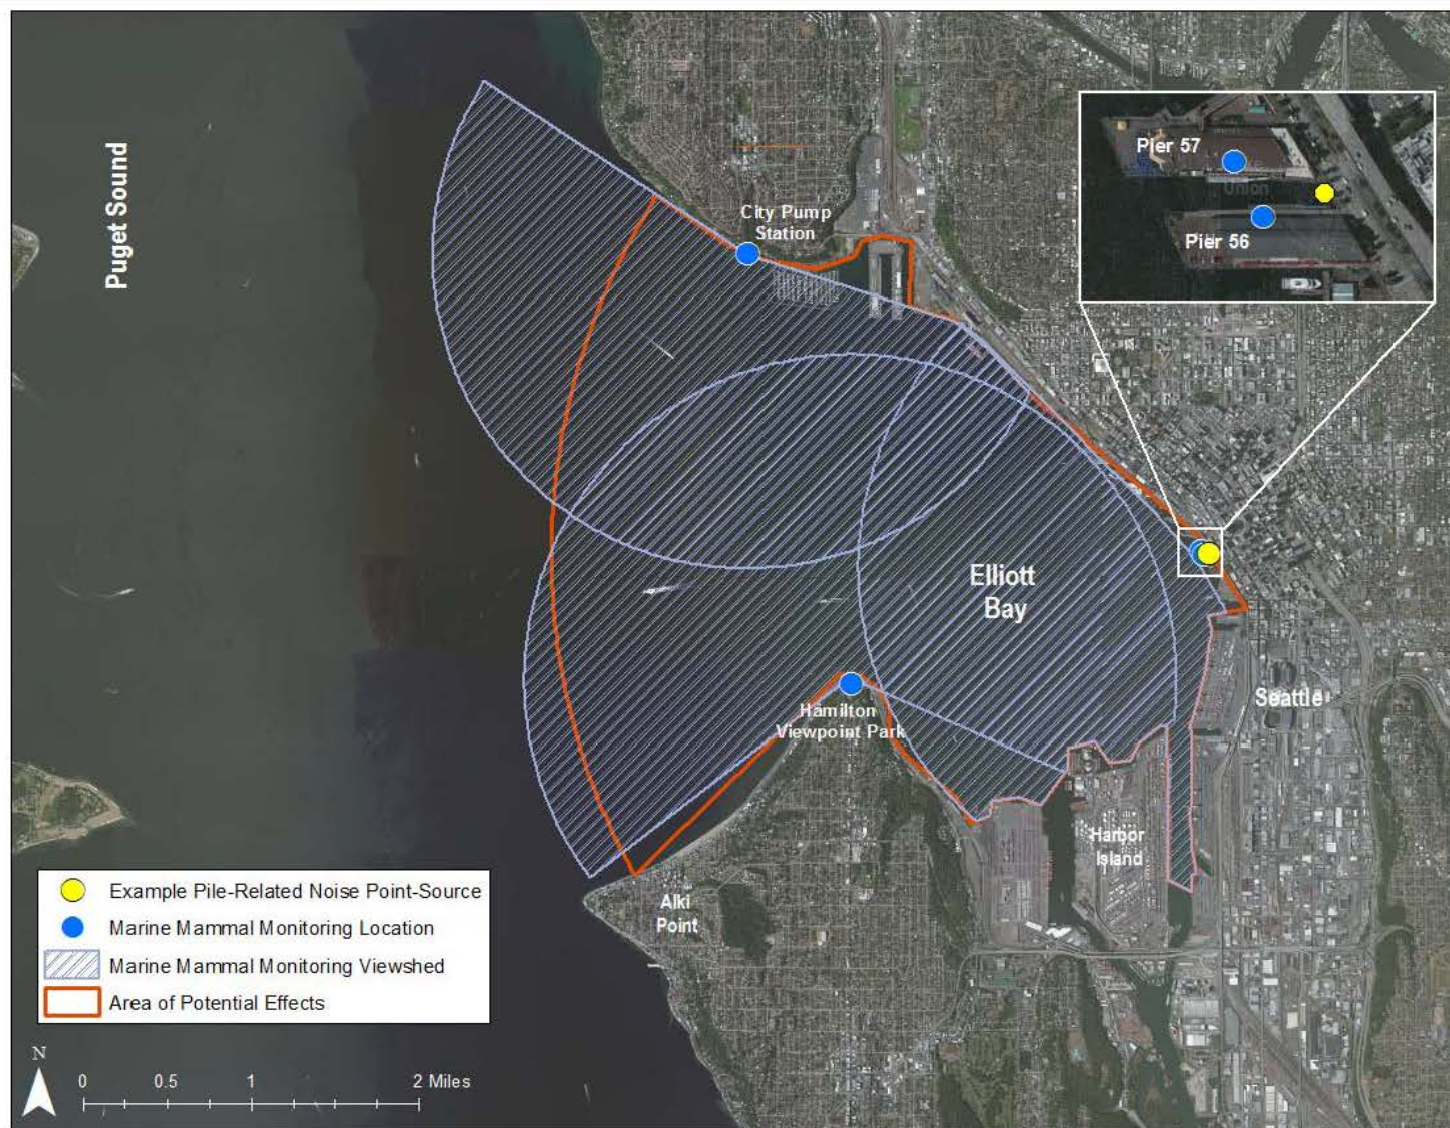 Puget Sound
City Pump
Station
Pier 57
Union
Pier 56
Elliott
Bay
Seattle
Hamilton
Viewpoint Park
Harbor
Island
Alki
Point
Example Pile-Related Noise Point-Source
Marine Mammal Monitoring Location
Marine Mammal Monitoring Viewshed
Area of Potential Effects
N
0 0.5 1 2 Miles